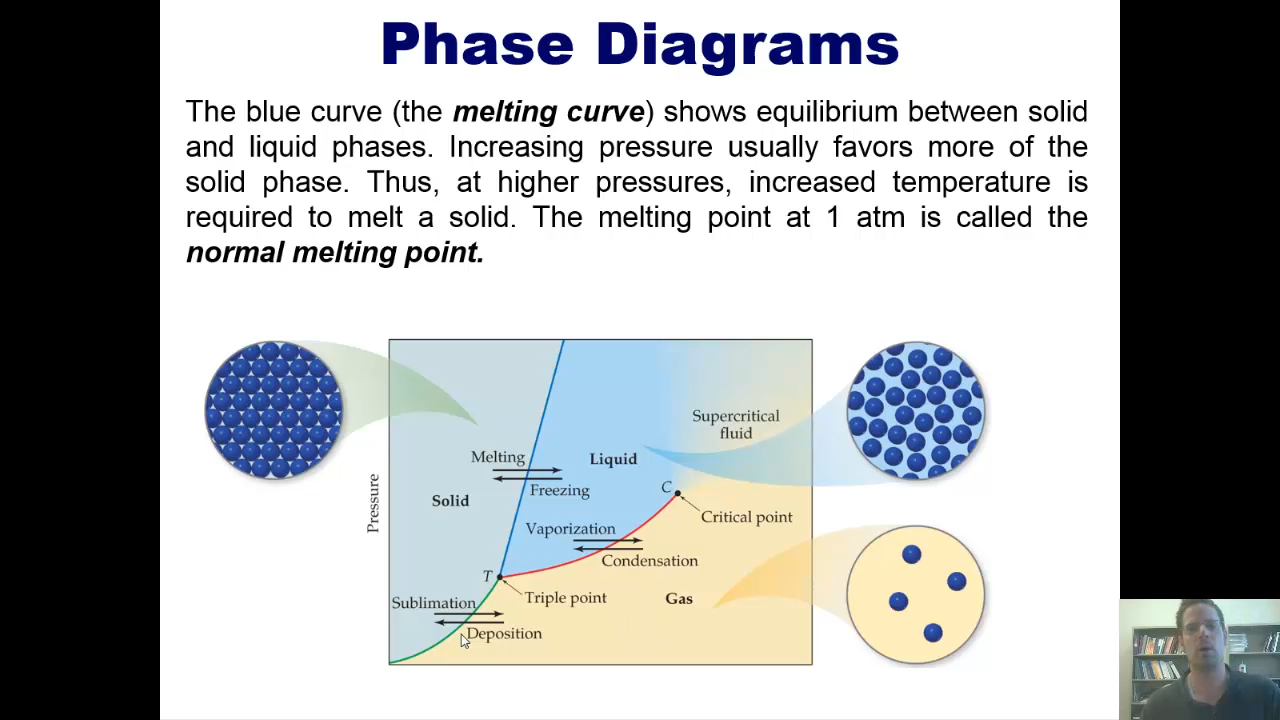 Phase Diagrams
The blue curve (the melting curve) shows equilibrium between solid
and liquid phases. Increasing pressure usually favors more of the
solid phase. Thus, at higher pressures, increased temperature is
required to melt a solid. The melting point at 1 atm is called the
normal melting point.
Supercritical
fluid
Melting
Liquid
Freezing
Solid
Pressure
C
Critical point
Vaporization
Condensation
T
Triple point
Gas
Sublimation
Deposition